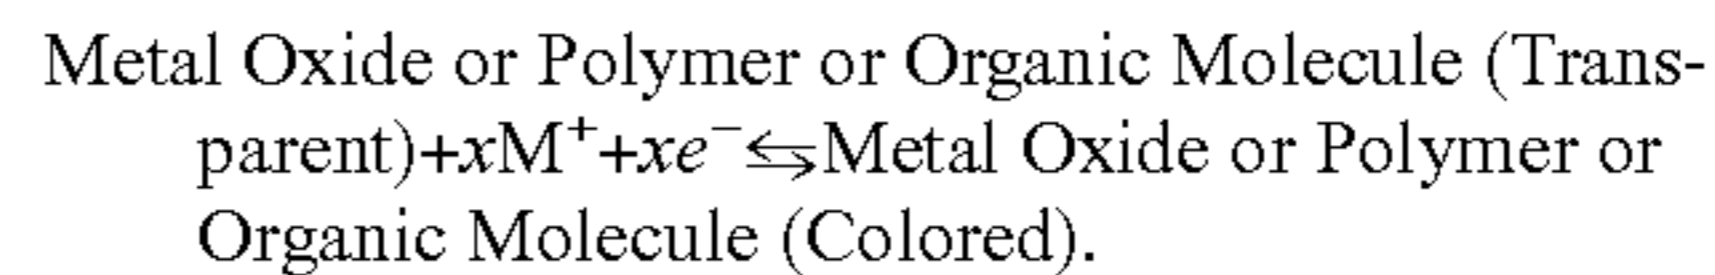 Metal Oxide or Polymer or Organic Molecule (Trans-
parent)+xM⁺+xe⁻⇆Metal Oxide or Polymer or
Organic Molecule (Colored).